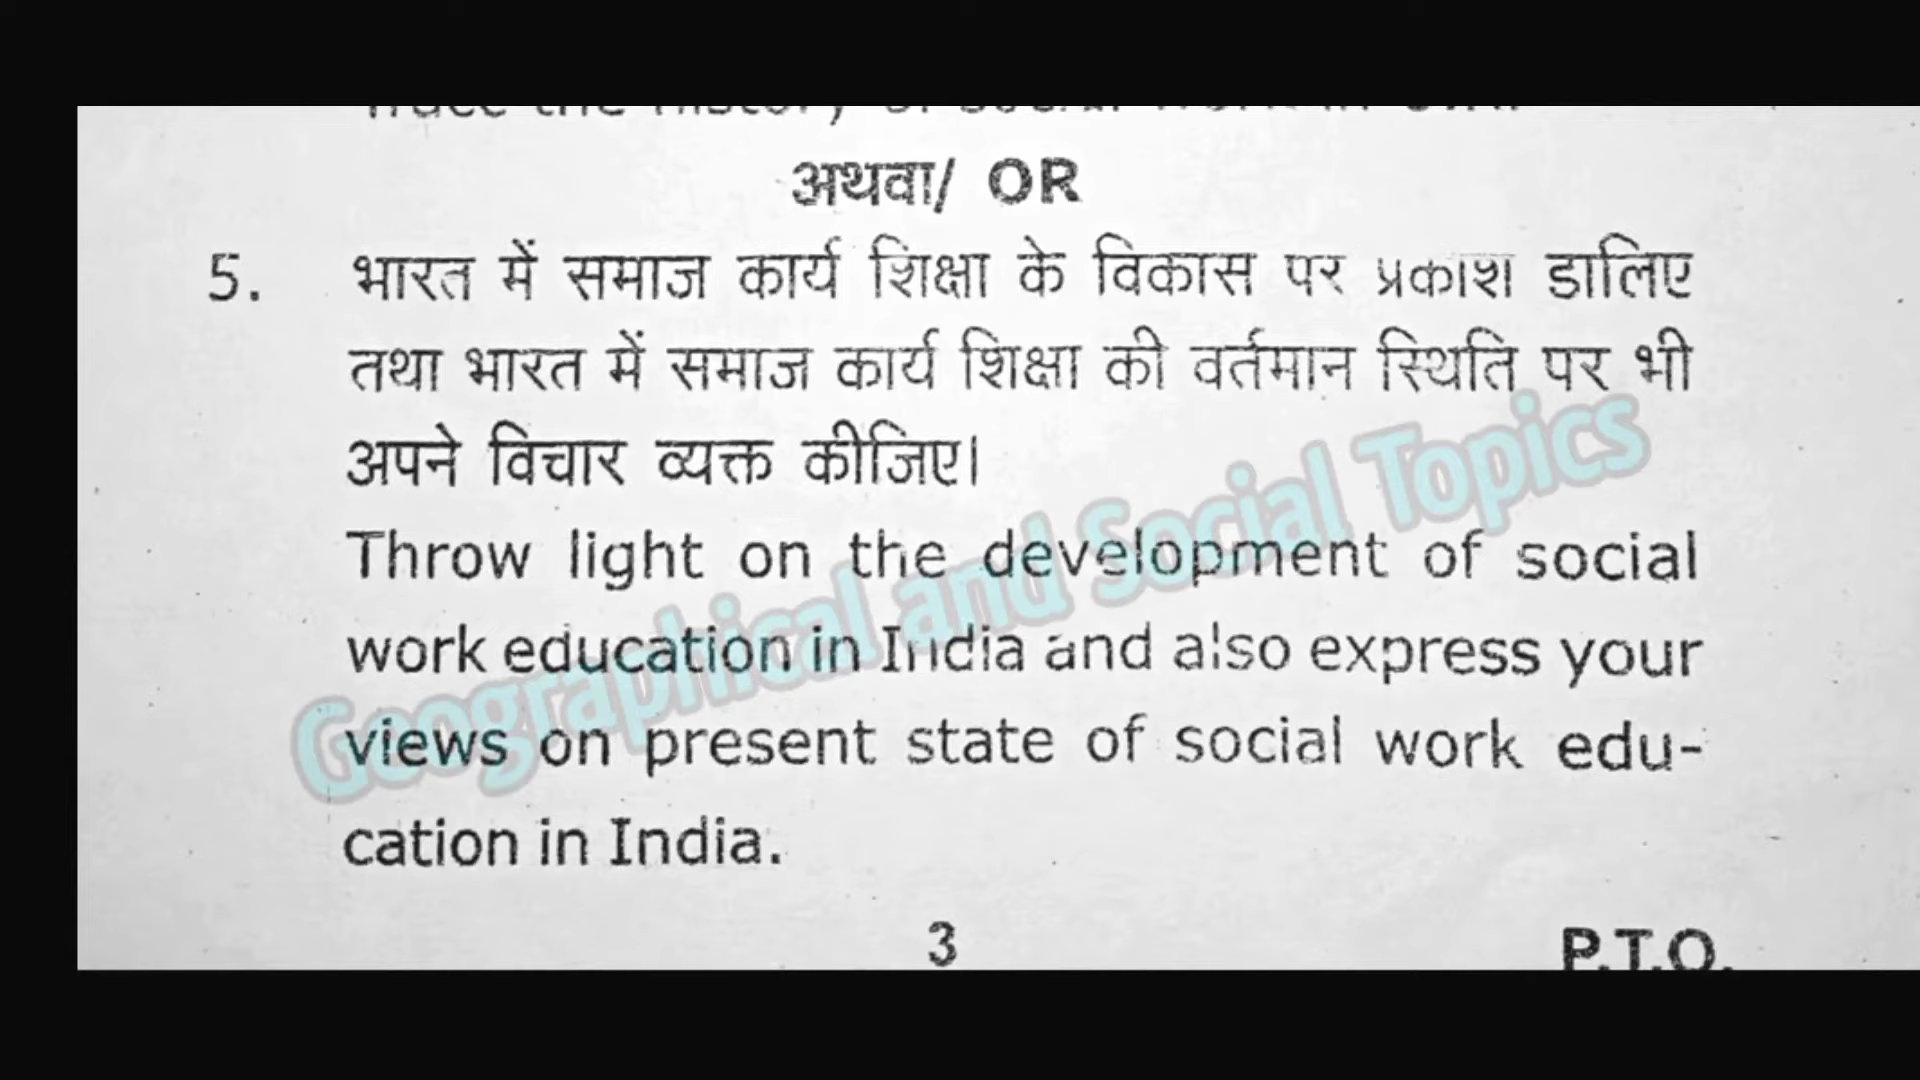 अथवा/ OR
5. भारत में समाज कार्य शिक्षा के विकास पर प्रकाश डालिए
तथा भारत में समाज कार्य शिक्षा की वर्तमान स्थिति पर भी
अपने विचार व्यक्त कीजिए।
Throw light on the development of social
work education in India and also express your
views on present state of social work edu-
cation in India.
Geographical and Social Topics
3
P.T.O.